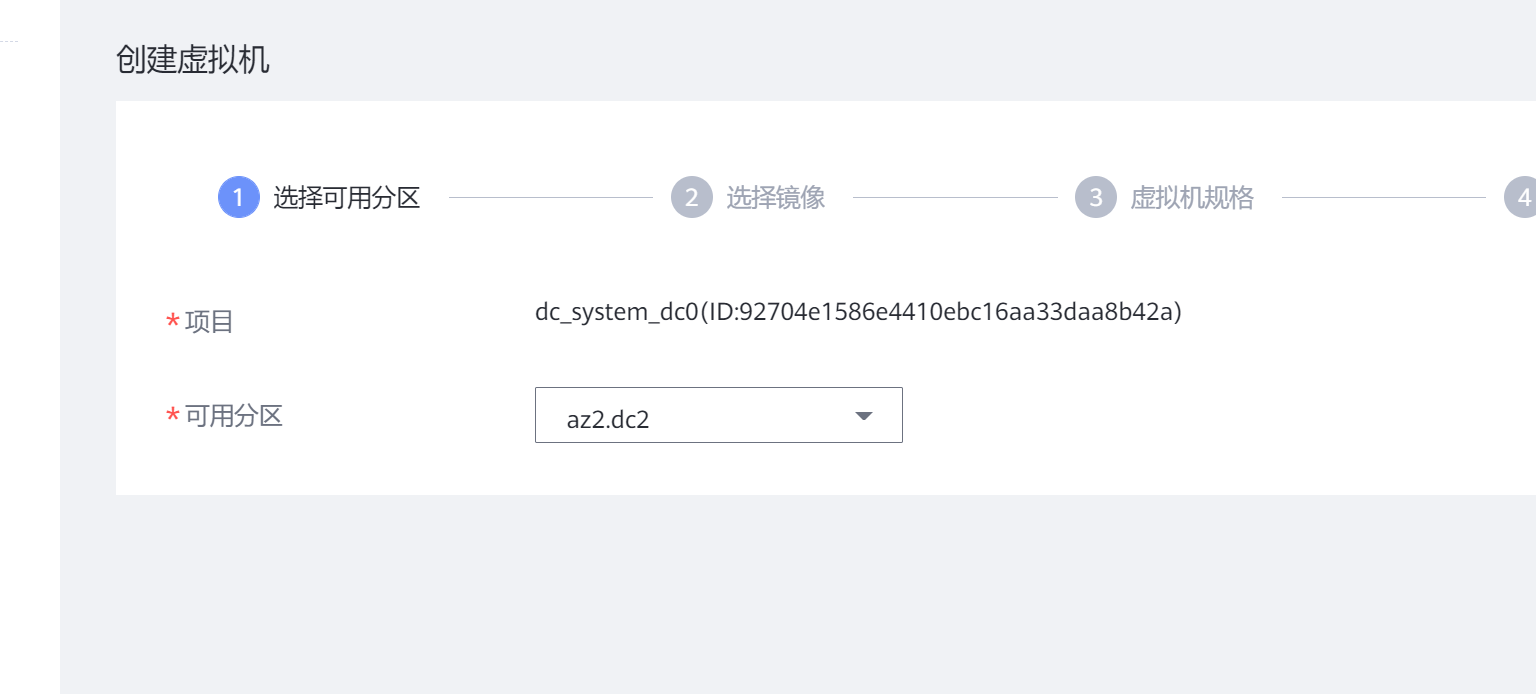 创建虚拟机
1 选择可用分区 2 选择镜像 3 虚拟机规格 4
*项目 dc_system_dc0(ID:92704e1586e4410ebc16aa33daa8b42a)
*可用分区 az2.dc2